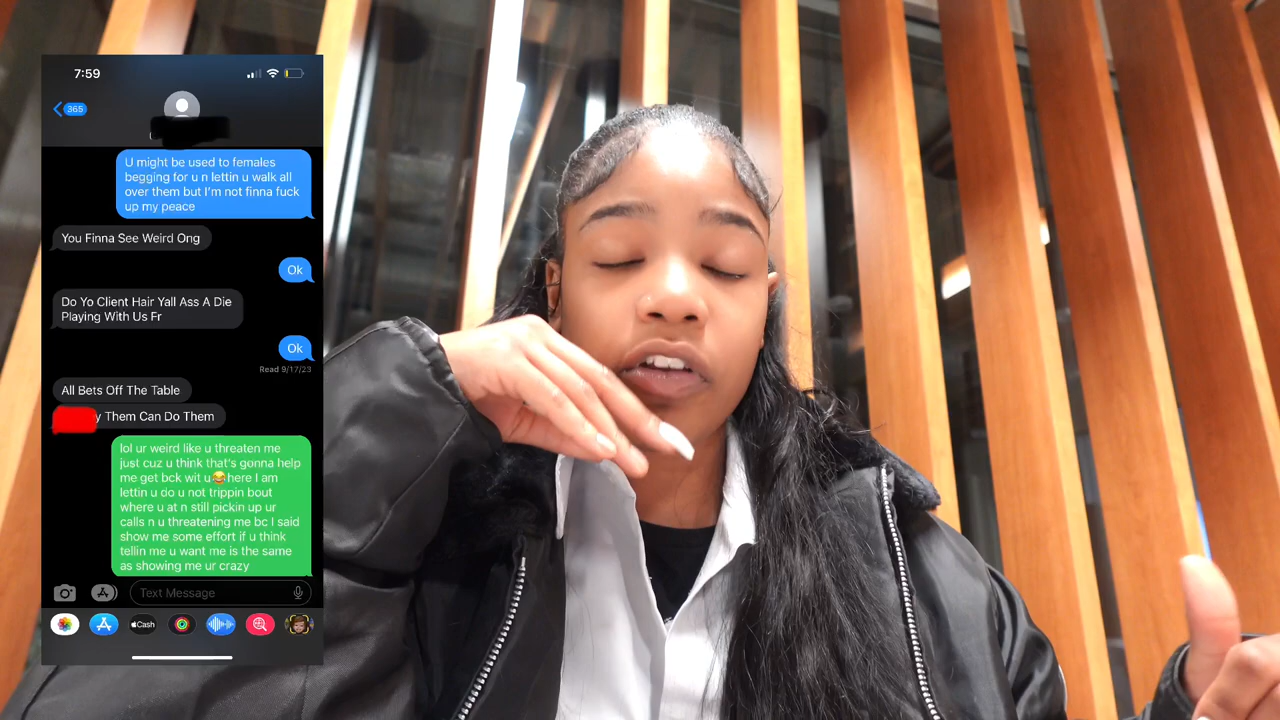 7:59
365
U might be used to females
begging for u n lettin u walk all
over them but I'm not finna fuck
up my peace
You Finna See Weird Ong
Ok
Do Yo Client Hair Yall Ass A Die
Playing With Us Fr
Ok
Read 9/17/23
All Bets Off The Table
y Them Can Do Them
lol ur weird like u threaten me
just cuz u think that's gonna help
me get bck wit u😂here I am
lettin u do u not trippin bout
where u at n still pickin up ur
calls n u threatening me bc I said
show me some effort if u think
tellin me u want me is the same
as showing me ur crazy
Text Message
Cash